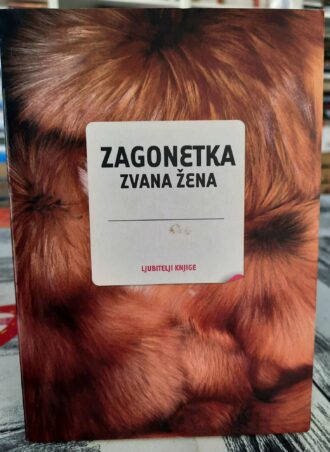 ZAGONETKA
ZVANA ŽENA
LJUBITELJI KNJIGE